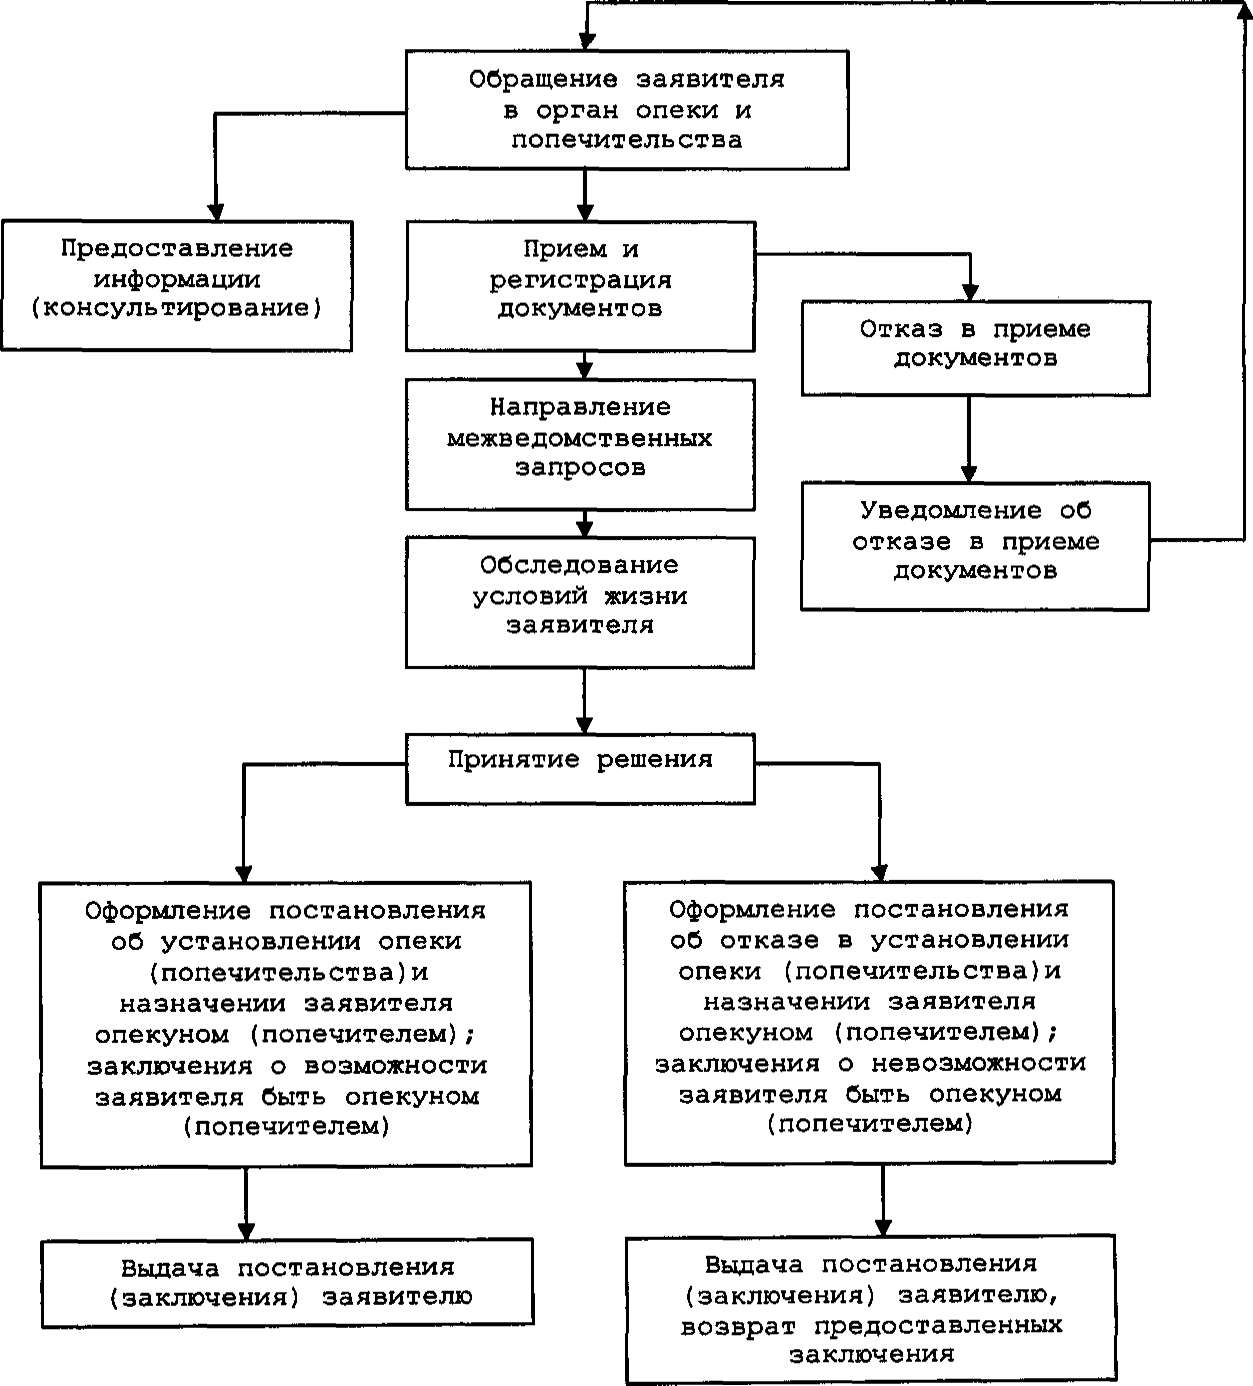 Обращение заявителя
в орган опеки и
попечительства
Предоставление
информации
(консультирование)
Прием и
регистрация
документов
Отказ в приеме
документов
Направление
межведомственных
запросов
Уведомление об
отказе в приеме
документов
Обследование
условий жизни
заявителя
Принятие решения
Оформление постановления
об установлении опеки
(попечительства)и
назначении заявителя
опекуном (попечителем);
заключения о возможности
заявителя быть опекуном
(попечителем)
Оформление постановления
об отказе в установлении
опеки (попечительства)и
назначении заявителя
опекуном (попечителем);
заключения о невозможности
заявителя быть опекуном
(попечителем)
Выдача постановления
(заключения) заявителю
Выдача постановления
(заключения) заявителю,
возврат предоставленных
заключения